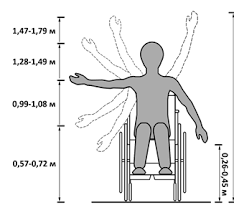 1,47-1,79 м
1,28-1,49 м
0,99-1,08 м
0,57-0,72 м
0,26-0,45 м